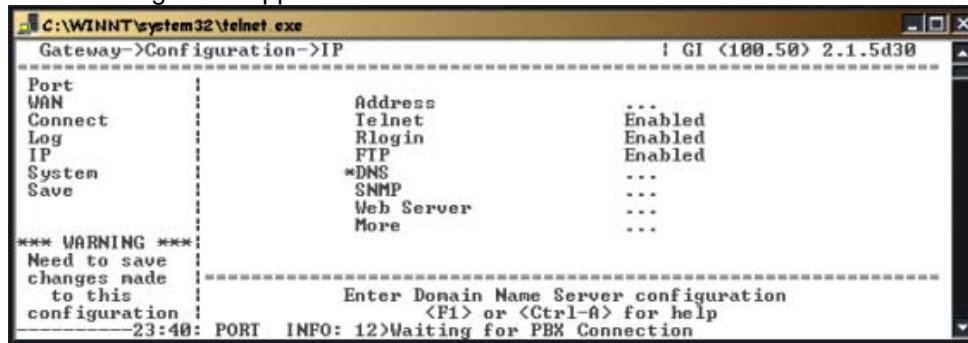 C:\WINNT\system32\telnet.exe
Gateway->Configuration->IP | GI (100.50) 2.1.5d30
Port
WAN Address ...
Connect Telnet Enabled
Log Rlogin Enabled
IP FTP Enabled
System *DNS ...
Save SNMP ...
Web Server ...
More ...
*** WARNING ***
Need to save
changes made
to this Enter Domain Name Server configuration
configuration <F1> or <Ctrl-A> for help
----------23:40: PORT INFO: 12)Waiting for PBX Connection